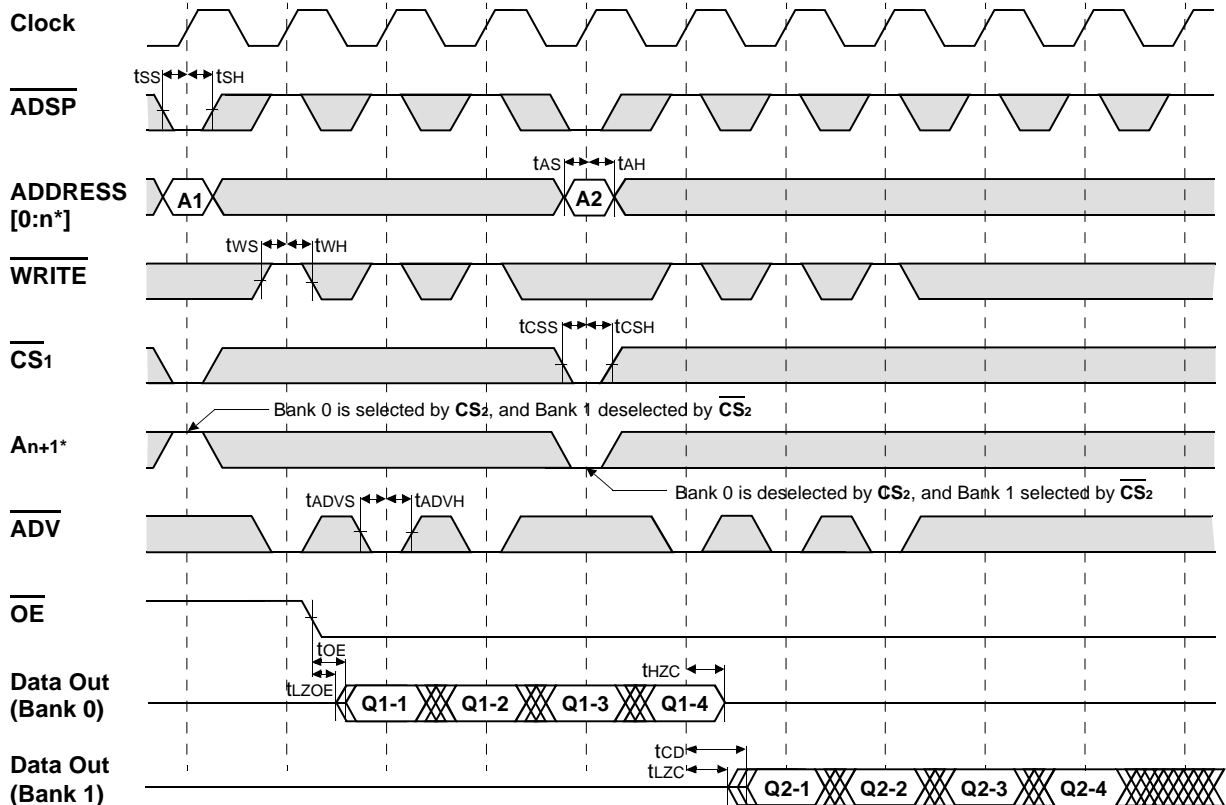 Clock
tSS tSH
ADSP
tAS tAH
ADDRESS
[0:n*]
A1 A2
tWS tWH
WRITE
tCSS tCSH
CS1
Bank 0 is selected by CS2, and Bank 1 deselected by CS2
An+1*
Bank 0 is deselected by CS2, and Bank 1 selected by CS2
tADVS tADVH
ADV
OE
tOE
tHZC
tLZOE
Data Out
(Bank 0)
Q1-1 Q1-2 Q1-3 Q1-4
tCD
tLZC
Data Out
(Bank 1)
Q2-1 Q2-2 Q2-3 Q2-4